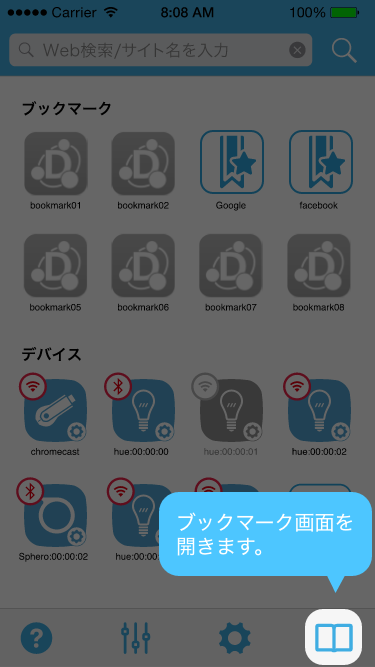 Carrier 8:08 AM 100%
Web検索/サイト名を入力
ブックマーク
bookmark01 bookmark02 Google facebook
bookmark05 bookmark06 bookmark07 bookmark08
デバイス
chromecast hue:00:00:00 hue:00:00:01 hue:00:00:02
Sphero:00:00:02 hue:00:
ブックマーク画面を
開きます。